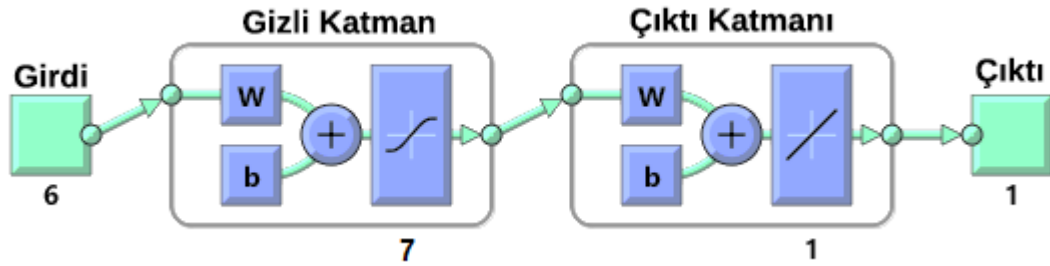 Gizli Katman
Çıktı Katmanı
Girdi
Çıktı
W
b
+
W
b
+
6
7
1
1